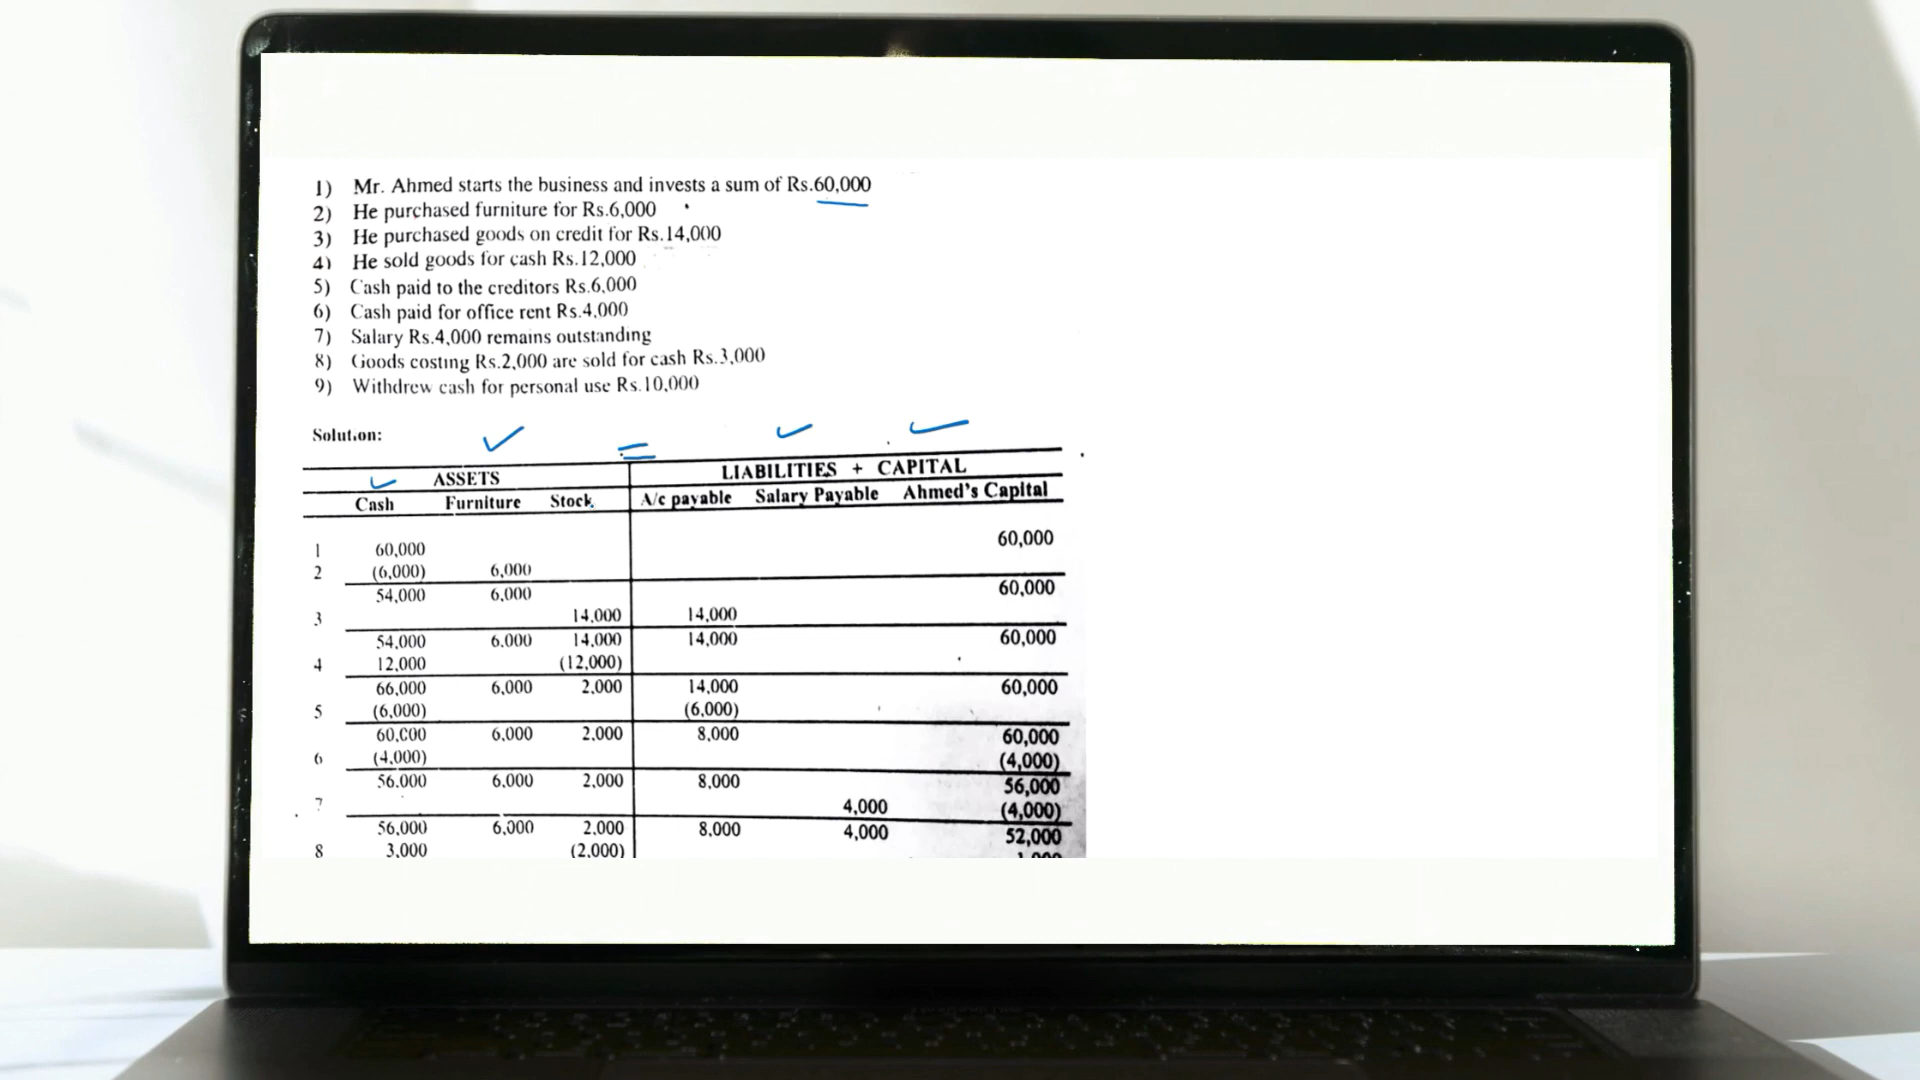 1) Mr. Ahmed starts the business and invests a sum of Rs.60,000
2) He purchased furniture for Rs.6,000
3) He purchased goods on credit for Rs.14,000
4) He sold goods for cash Rs.12,000
5) Cash paid to the creditors Rs.6,000
6) Cash paid for office rent Rs.4,000
7) Salary Rs.4,000 remains outstanding
8) Goods costing Rs.2,000 are sold for cash Rs.3,000
9) Withdrew cash for personal use Rs.10,000
Solution:
ASSETS = LIABILITIES + CAPITAL
Cash Furniture Stock A/c payable Salary Payable Ahmed's Capital
1 60,000 60,000
2 (6,000) 6,000
54,000 6,000 60,000
3 14,000 14,000
54,000 6,000 14,000 14,000 60,000
4 12,000 (12,000)
66,000 6,000 2,000 14,000 60,000
5 (6,000) (6,000)
60,000 6,000 2,000 8,000 60,000
6 (4,000) (4,000)
56,000 6,000 2,000 8,000 56,000
7 4,000 (4,000)
56,000 6,000 2,000 8,000 4,000 52,000
8 3,000 (2,000)